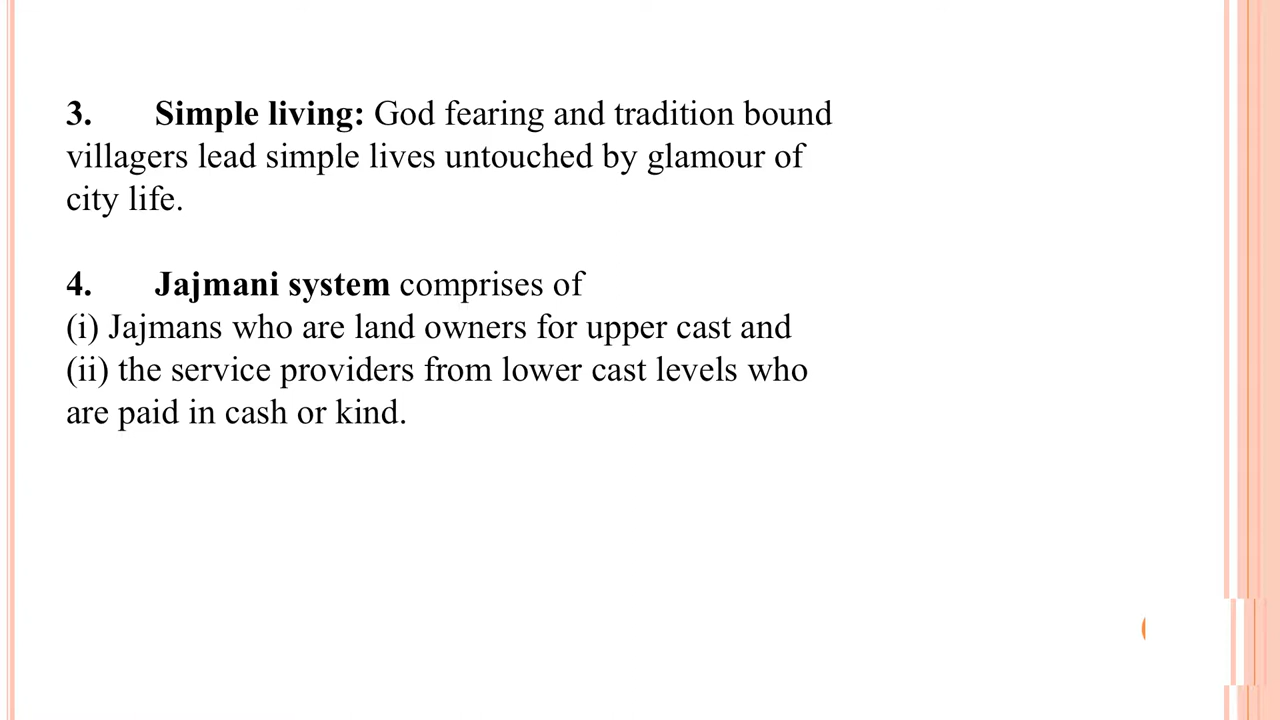 3. Simple living: God fearing and tradition bound
villagers lead simple lives untouched by glamour of
city life.
4. Jajmani system comprises of
(i) Jajmans who are land owners for upper cast and
(ii) the service providers from lower cast levels who
are paid in cash or kind.